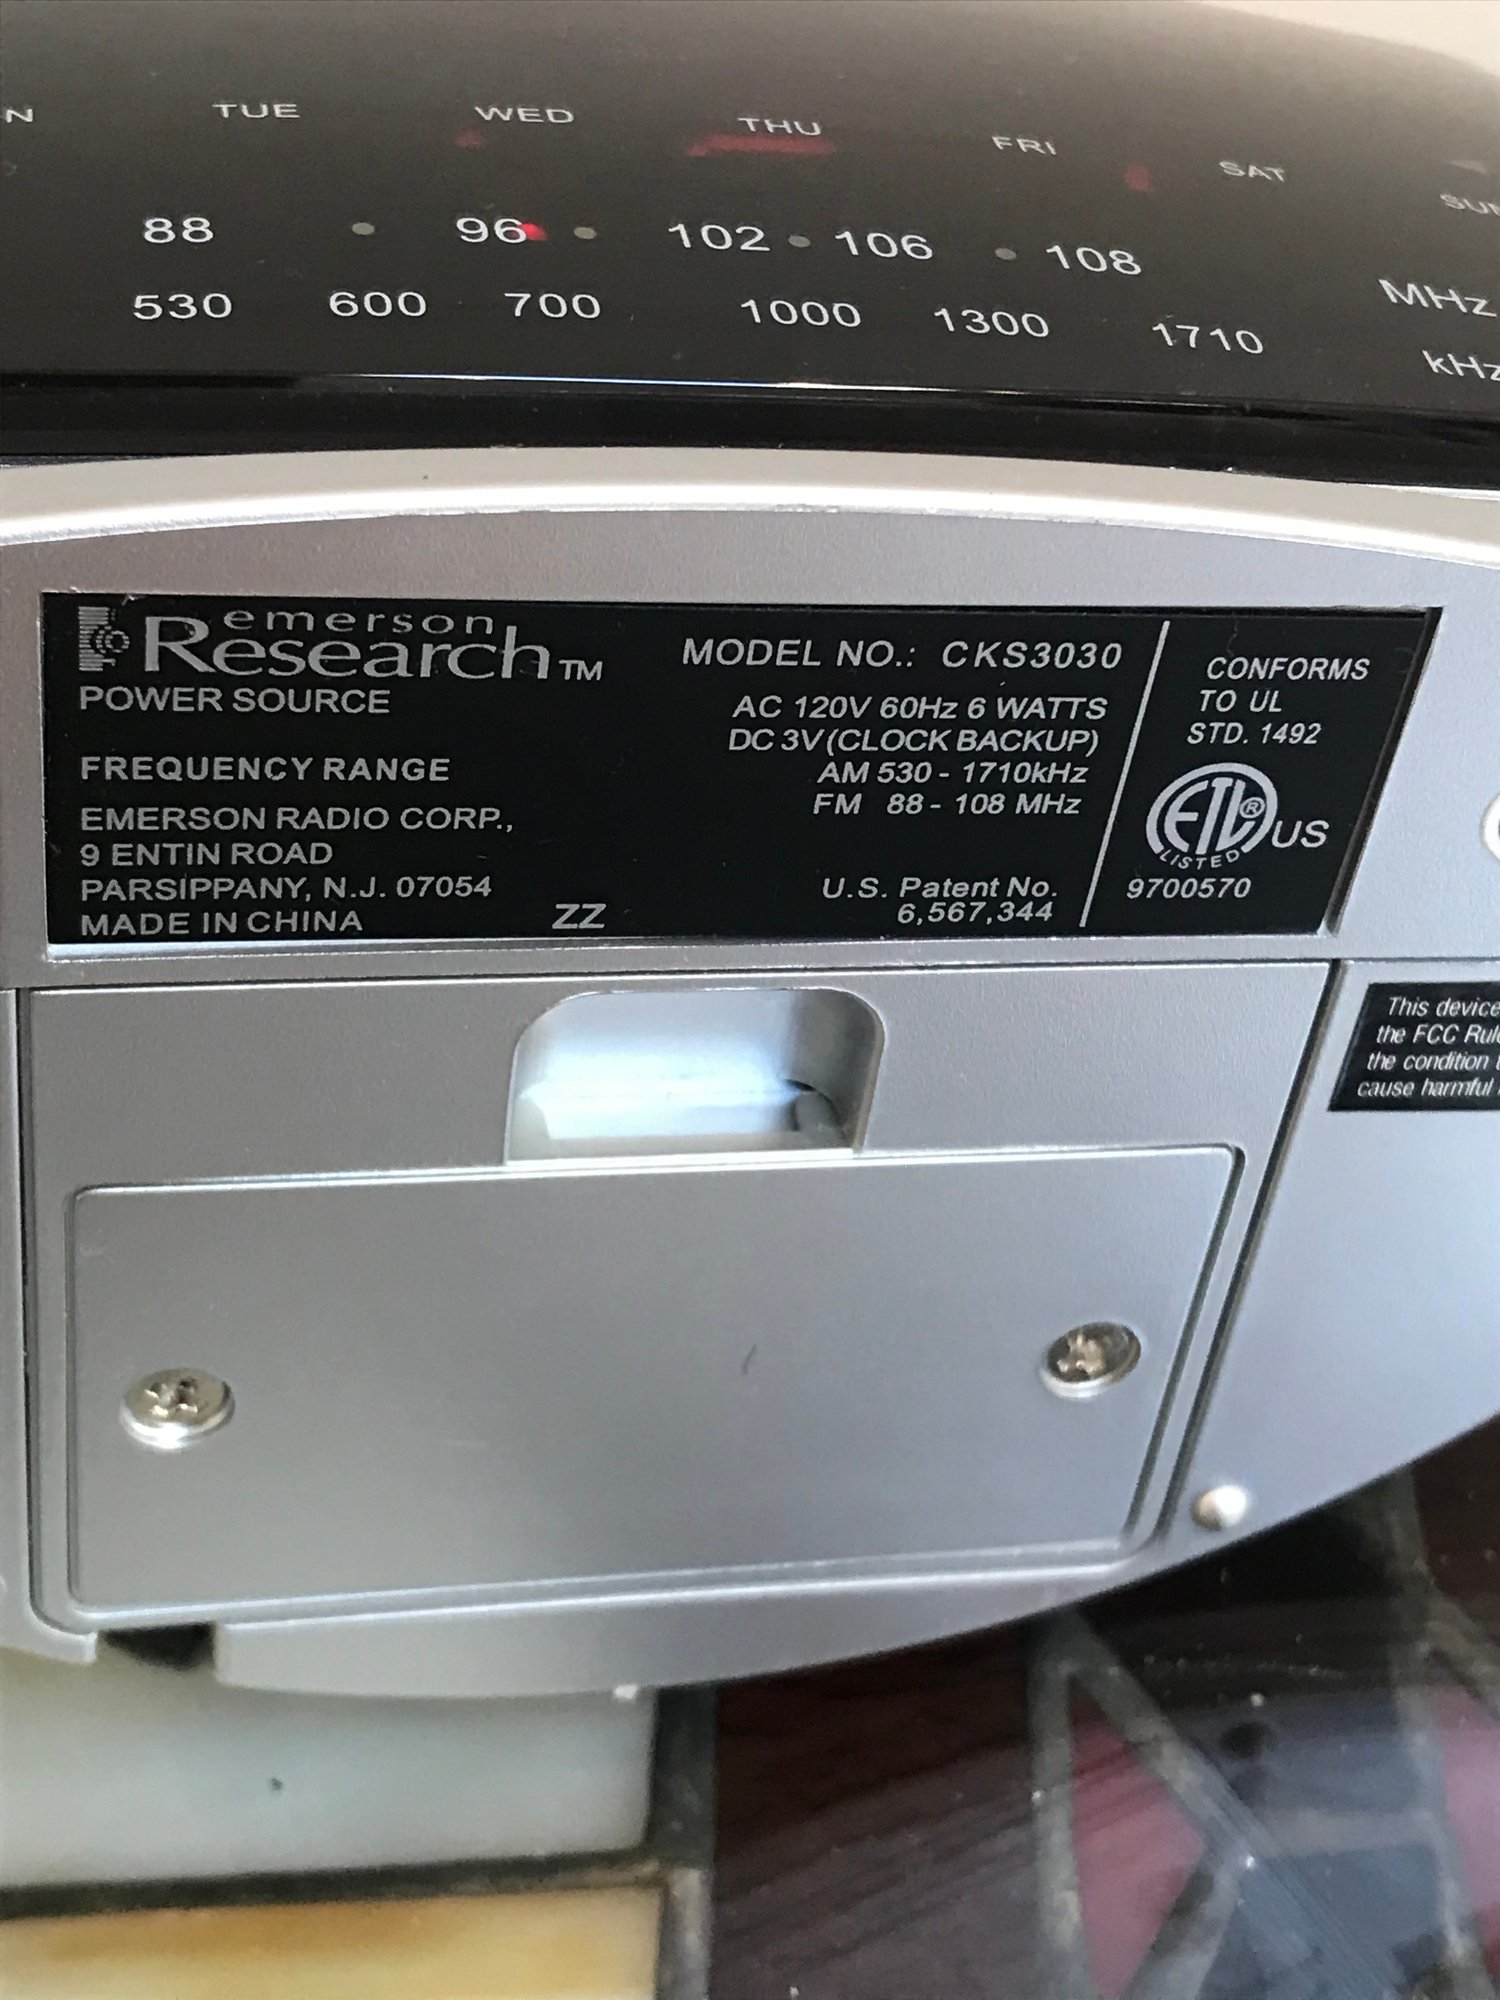 TUE WED THU FRI SAT
88 96 102 106 108 MHz
530 600 700 1000 1300 1710 kHz
emerson
Research TM
POWER SOURCE
FREQUENCY RANGE
EMERSON RADIO CORP.,
9 ENTIN ROAD
PARSIPPANY, N.J. 07054
MADE IN CHINA
ZZ
MODEL NO.: CKS3030
AC 120V 60Hz 6 WATTS
DC 3V (CLOCK BACKUP)
AM 530 - 1710kHz
FM 88 - 108 MHz
U.S. Patent No.
6,567,344
CONFORMS
TO UL
STD. 1492
ETL® US
LISTED
9700570
This device
the FCC
the condition
cause harmful